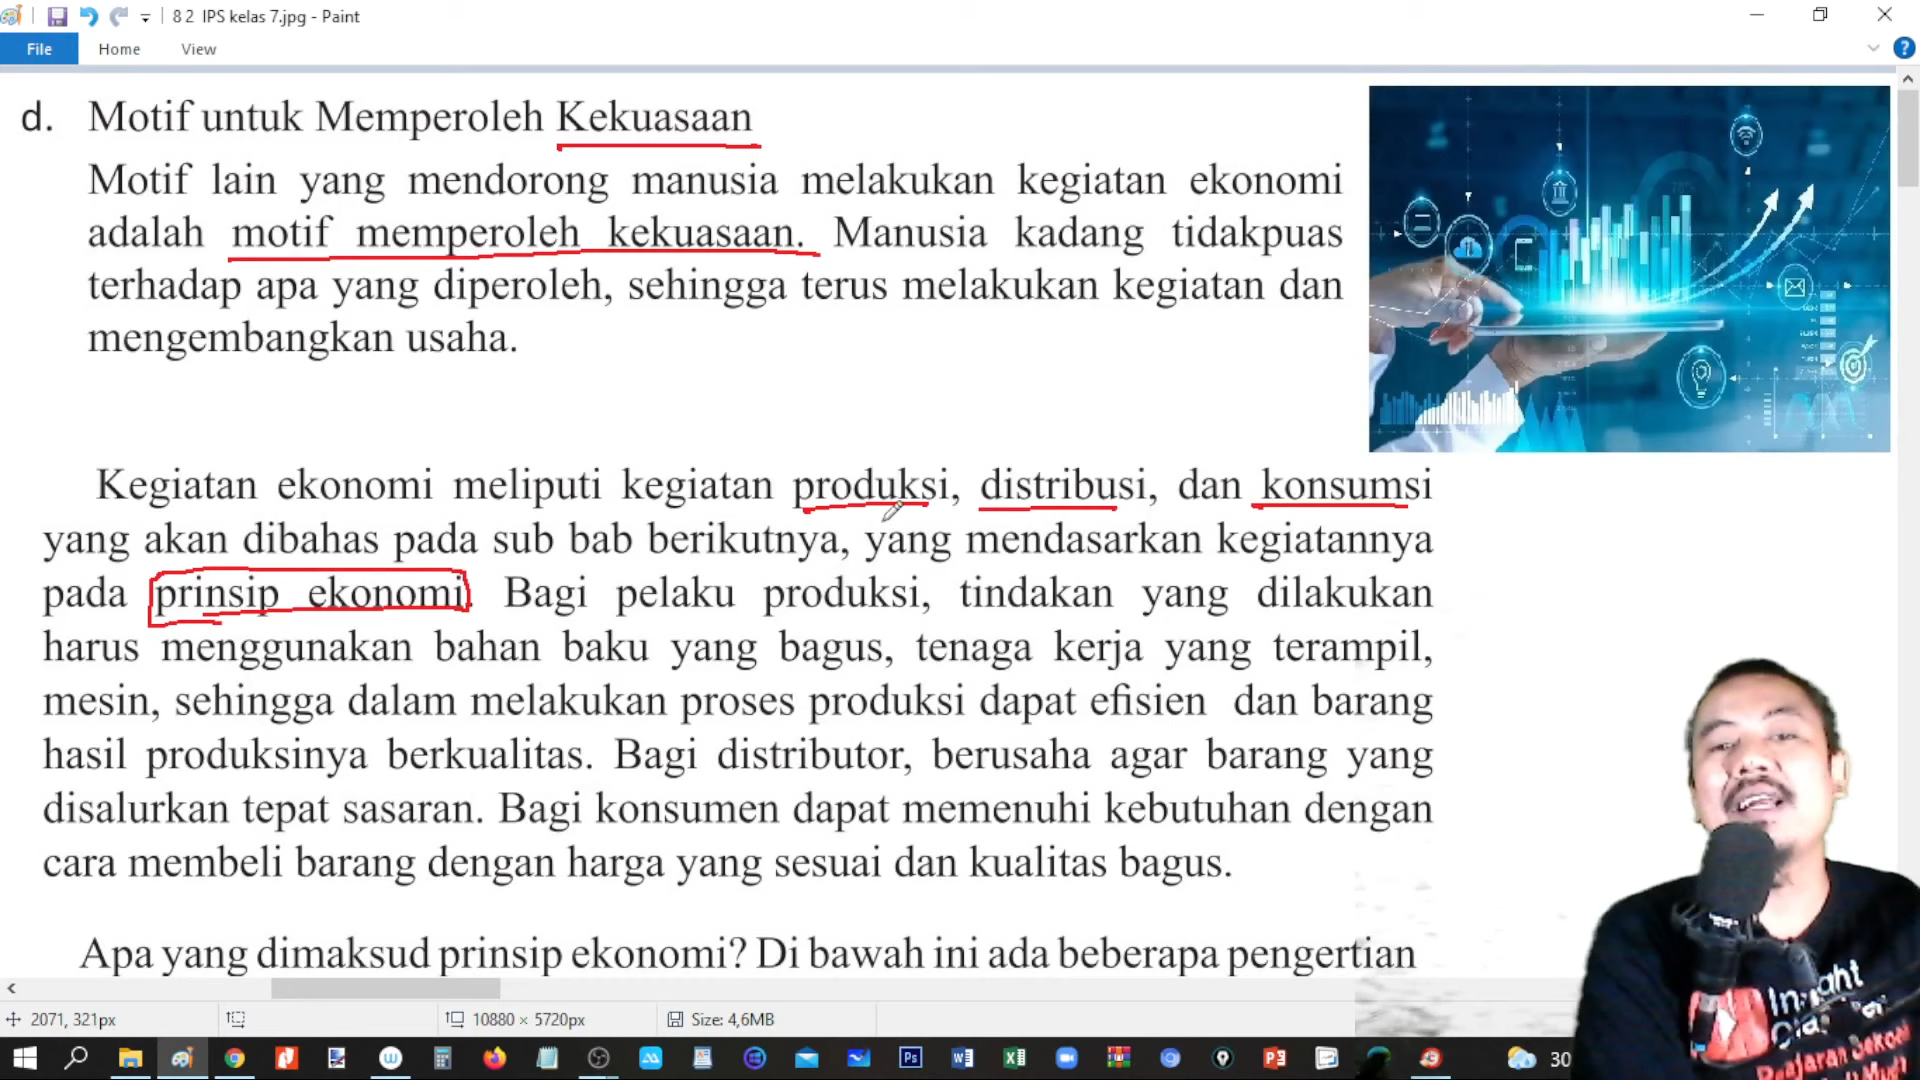 8 2 IPS kelas 7.jpg - Paint
File Home View
d. Motif untuk Memperoleh Kekuasaan
Motif lain yang mendorong manusia melakukan kegiatan ekonomi
adalah motif memperoleh kekuasaan. Manusia kadang tidakpuas
terhadap apa yang diperoleh, sehingga terus melakukan kegiatan dan
mengembangkan usaha.
Kegiatan ekonomi meliputi kegiatan produksi, distribusi, dan konsumsi
yang akan dibahas pada sub bab berikutnya, yang mendasarkan kegiatannya
pada prinsip ekonomi. Bagi pelaku produksi, tindakan yang dilakukan
harus menggunakan bahan baku yang bagus, tenaga kerja yang terampil,
mesin, sehingga dalam melakukan proses produksi dapat efisien dan barang
hasil produksinya berkualitas. Bagi distributor, berusaha agar barang yang
disalurkan tepat sasaran. Bagi konsumen dapat memenuhi kebutuhan dengan
cara membeli barang dengan harga yang sesuai dan kualitas bagus.
Apa yang dimaksud prinsip ekonomi? Di bawah ini ada beberapa pengertian
2071, 321px
10880 × 5720px
Size: 4,6MB
30